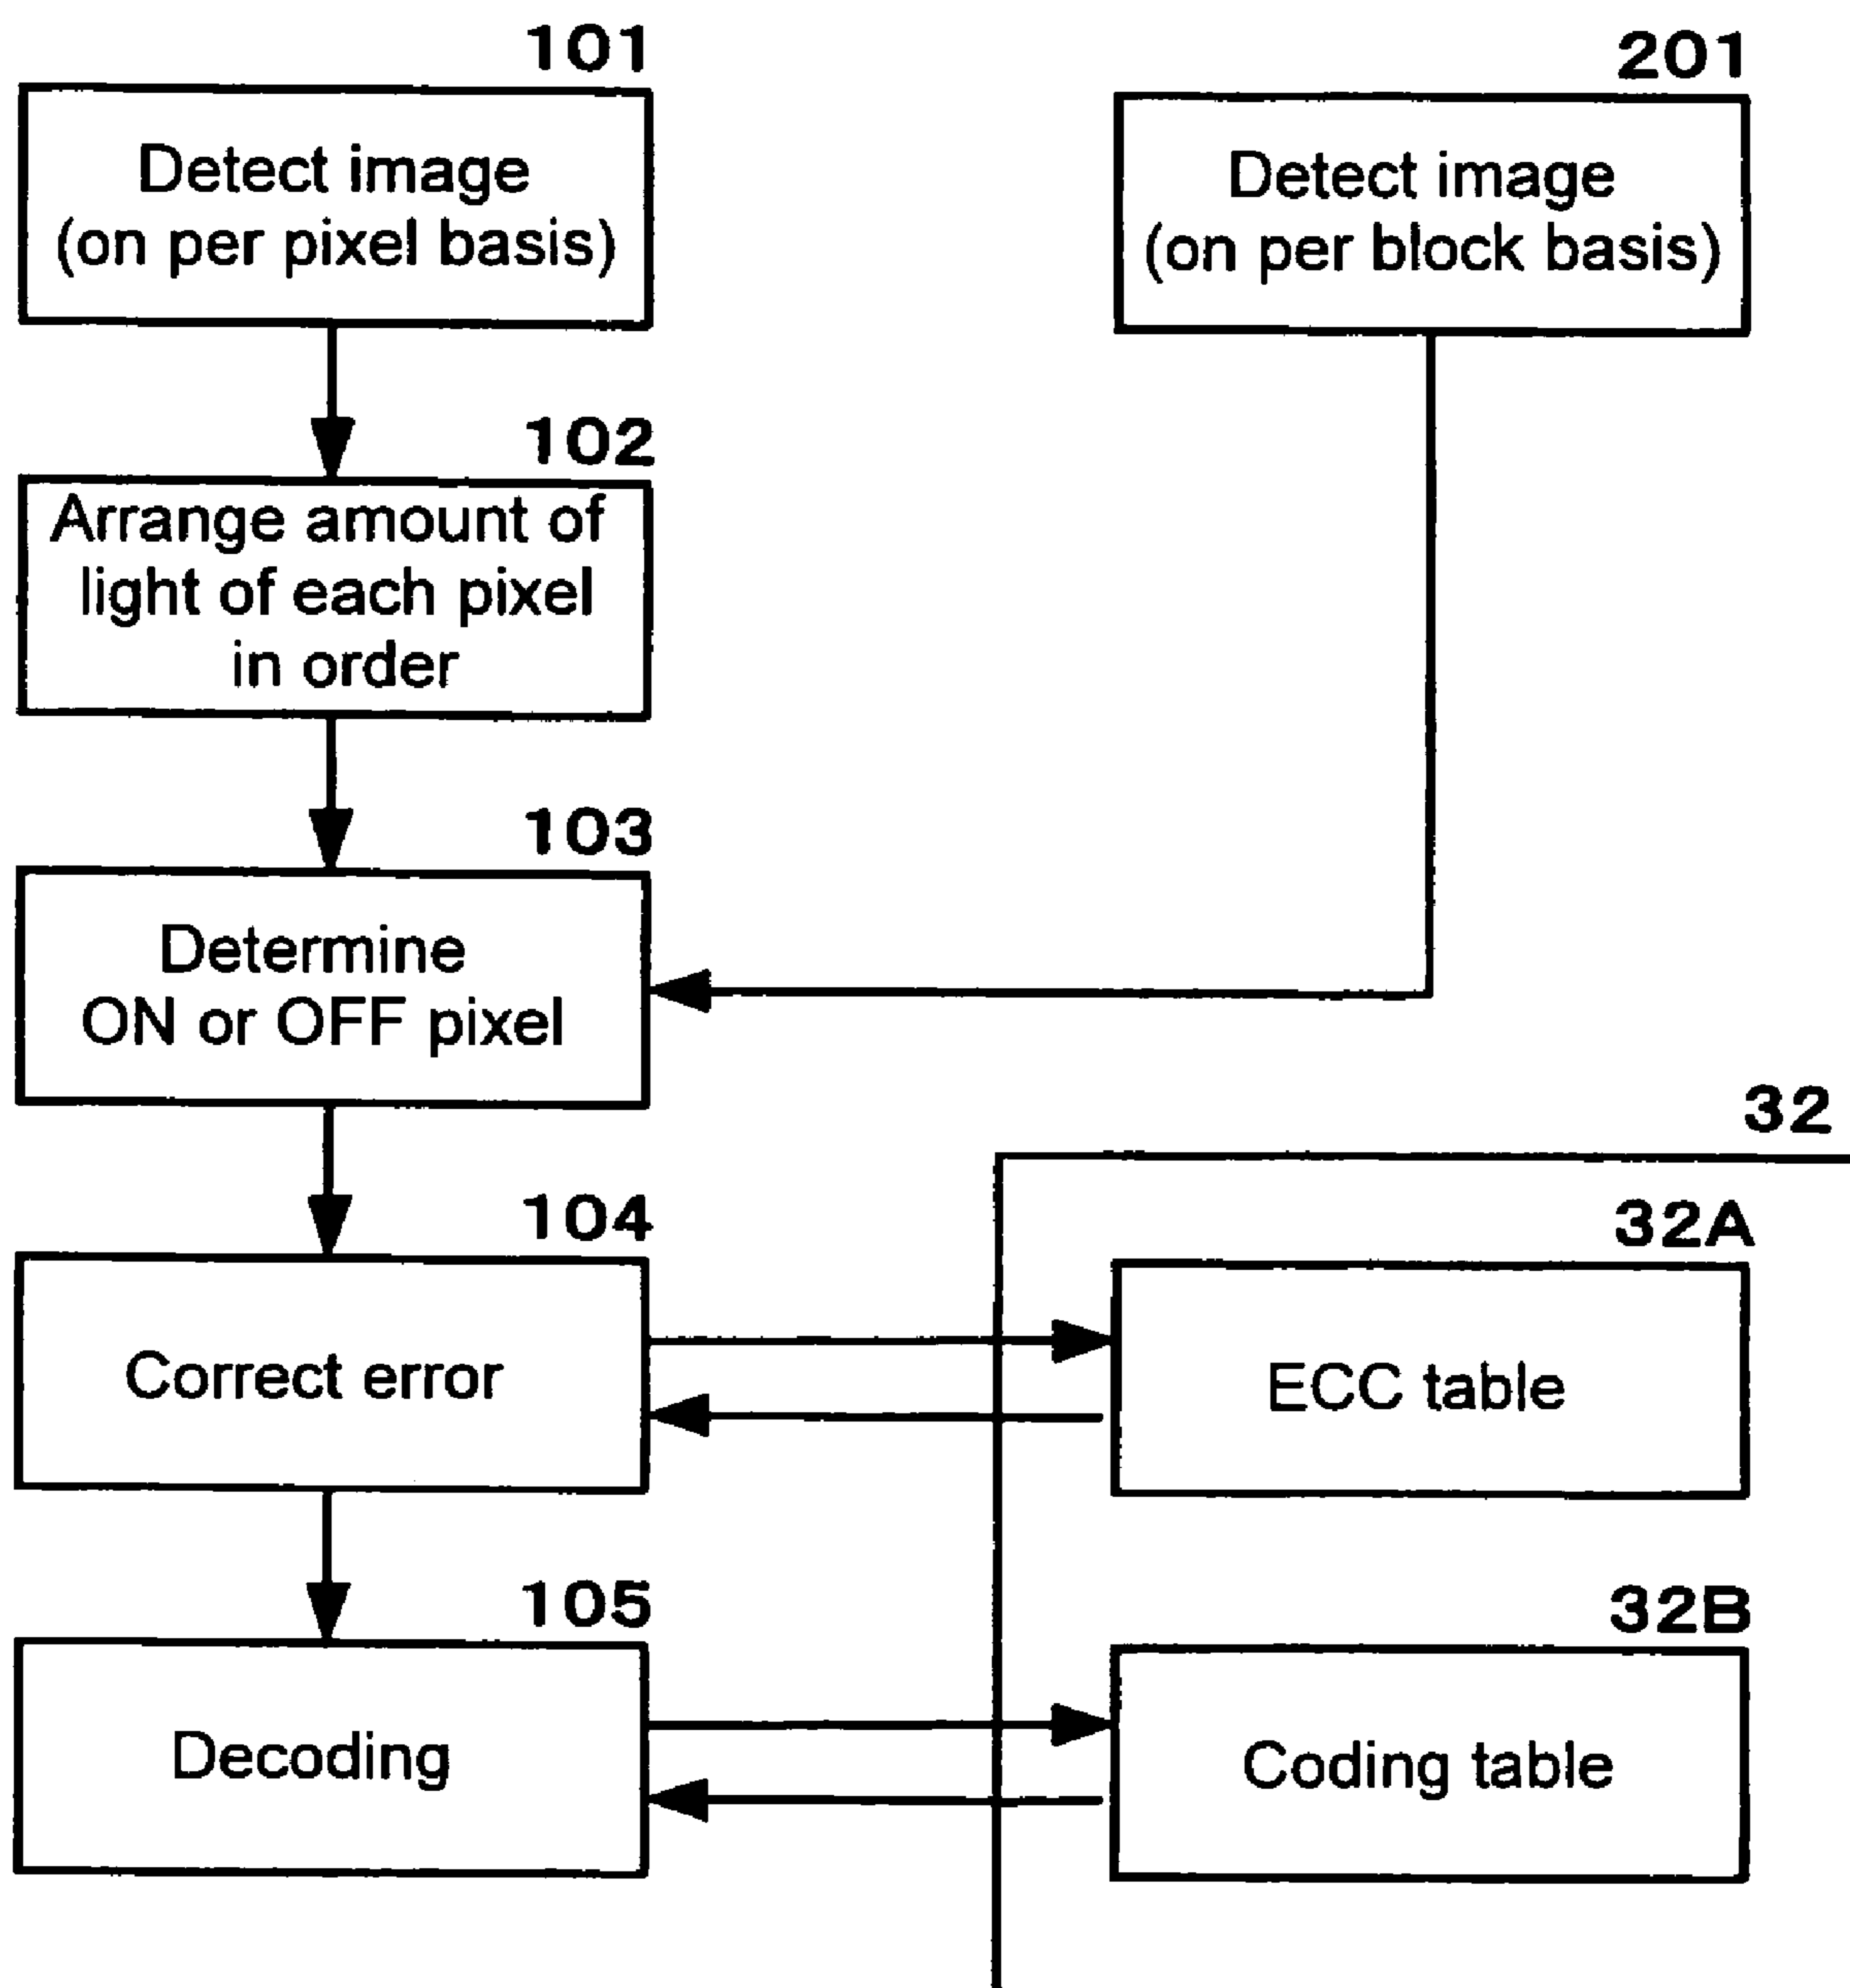 101
Detect image
(on per pixel basis)
201
Detect image
(on per block basis)
102
Arrange amount of
light of each pixel
in order
103
Determine
ON or OFF pixel
32
104
Correct error
32A
ECC table
105
Decoding
32B
Coding table